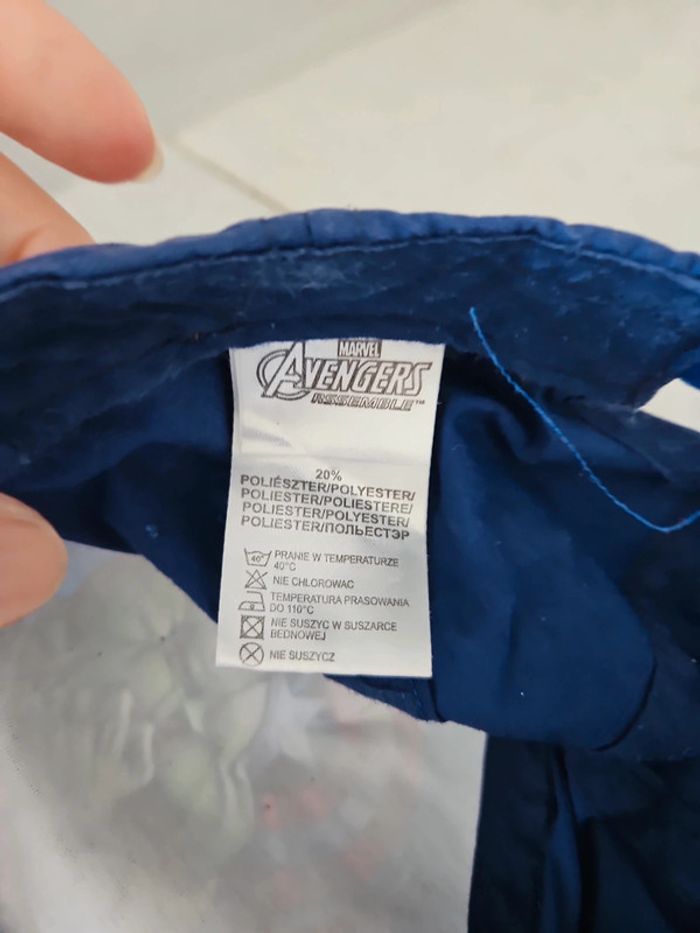 MARVEL
AVENGERS
ASSEMBLE™
20%
POLIÉSZTER/POLYESTER/
POLIESTER/POLIESTERE/
POLIESTER/POLYESTER/
POLIESTER/ПОЛЬЕСТЭР
40° PRANIE W TEMPERATURZE
40°C
NIE CHLOROWAC
TEMPERATURA PRASOWANIA
DO 110°C
NIE SUSZYC W SUSZARCE
BEDNOWEJ
NIE SUSZYCZ